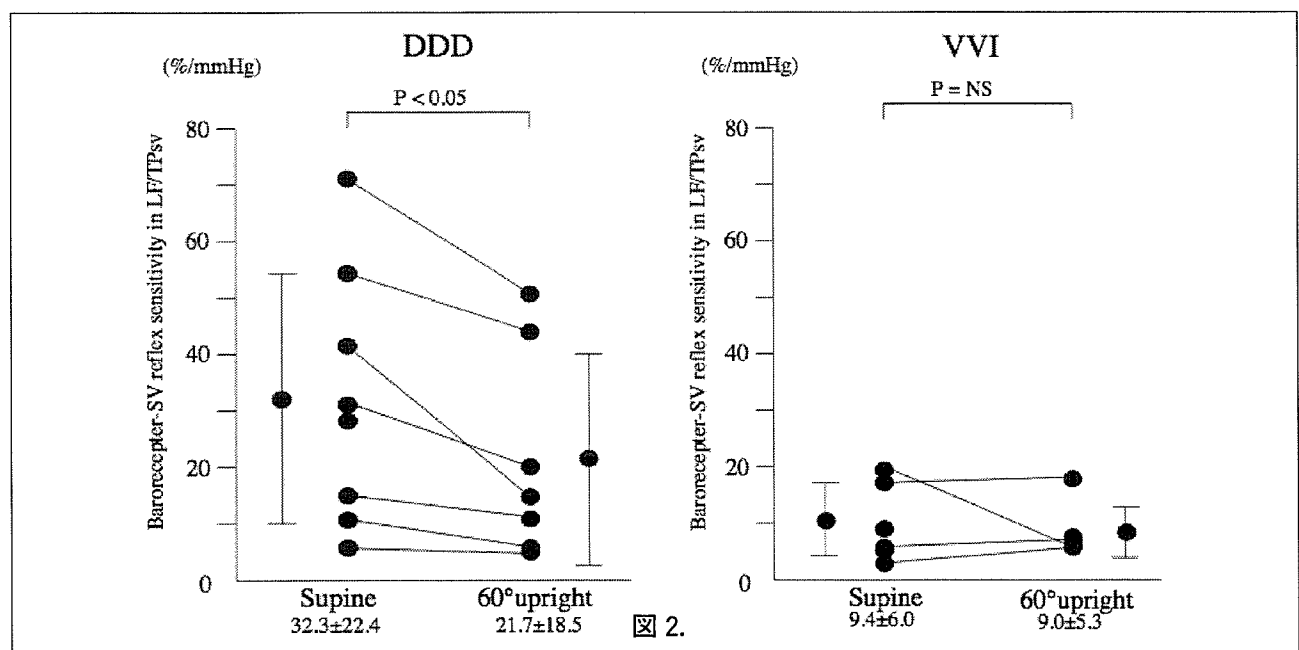 DDD
(%/mmHg)
P < 0.05
Barorecepter-SV reflex sensitivity in LF/TPsv
80
60
40
20
0
Supine
60°upright
32.3±22.4
21.7±18.5
VVI
(%/mmHg)
P = NS
Barorecepter-SV reflex sensitivity in LF/TPsv
80
60
40
20
0
Supine
60°upright
9.4±6.0
9.0±5.3
図 2.